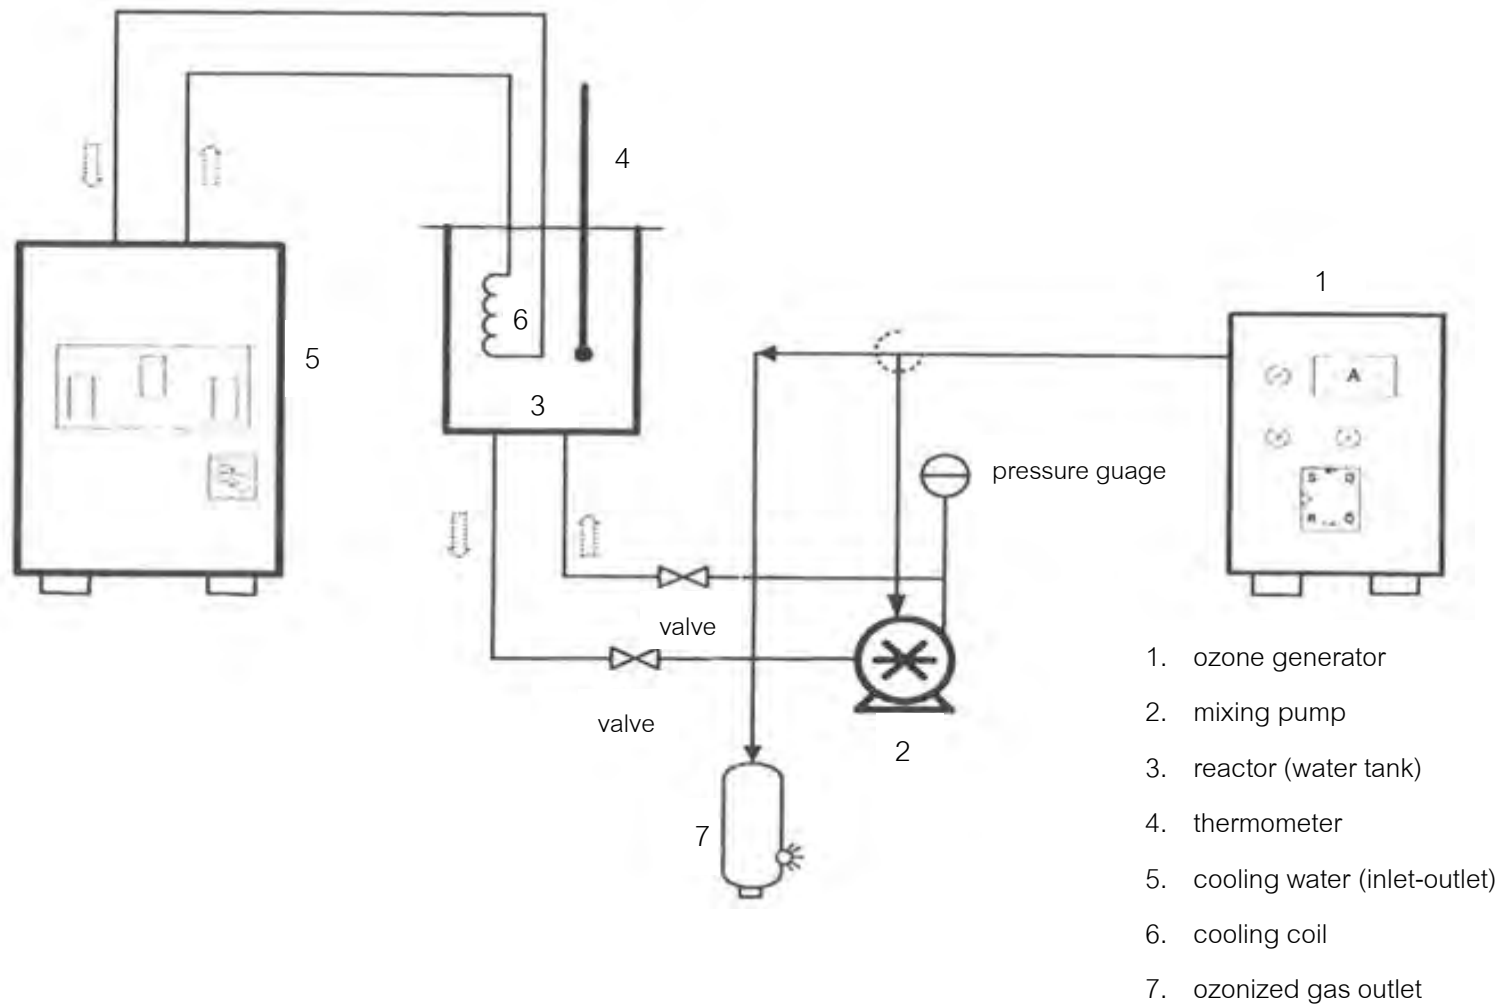 4
1
6
5
3
A
pressure guage
S O
R O
valve
valve
2
7
1. ozone generator
2. mixing pump
3. reactor (water tank)
4. thermometer
5. cooling water (inlet-outlet)
6. cooling coil
7. ozonized gas outlet